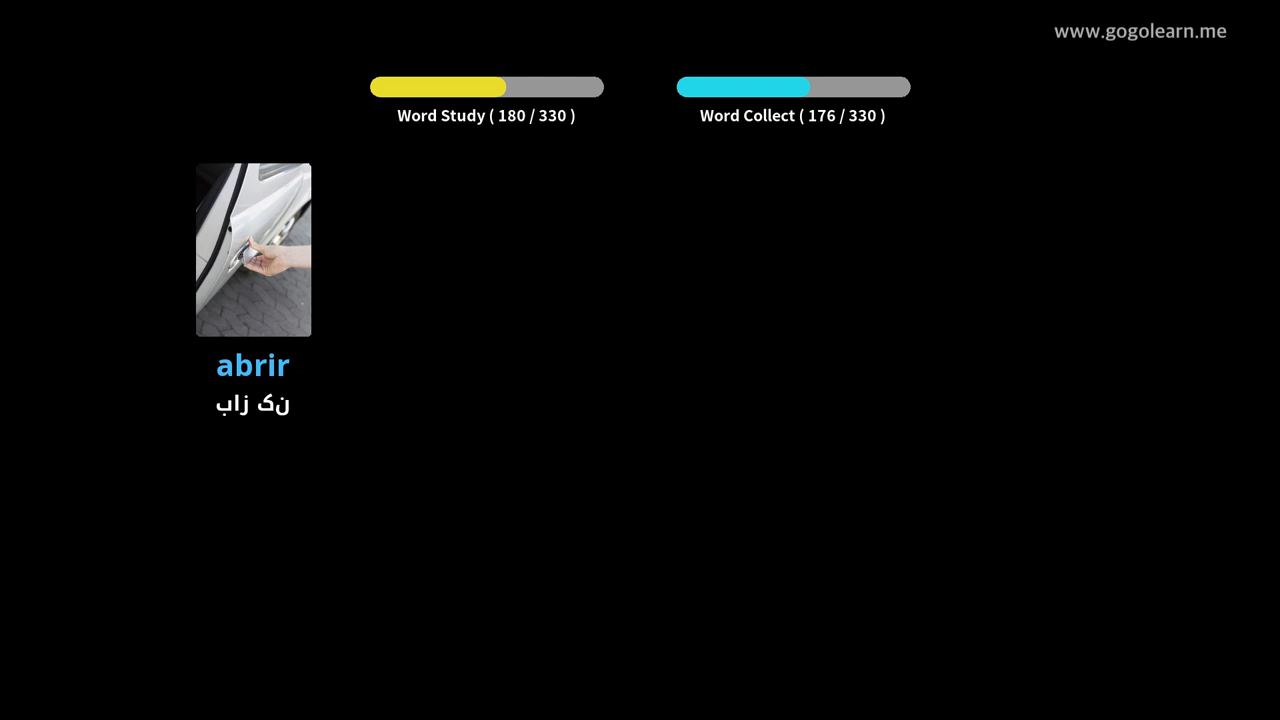 www.gogolearn.me
Word Study ( 180 / 330 )
Word Collect ( 176 / 330 )
abrir
نک زاب